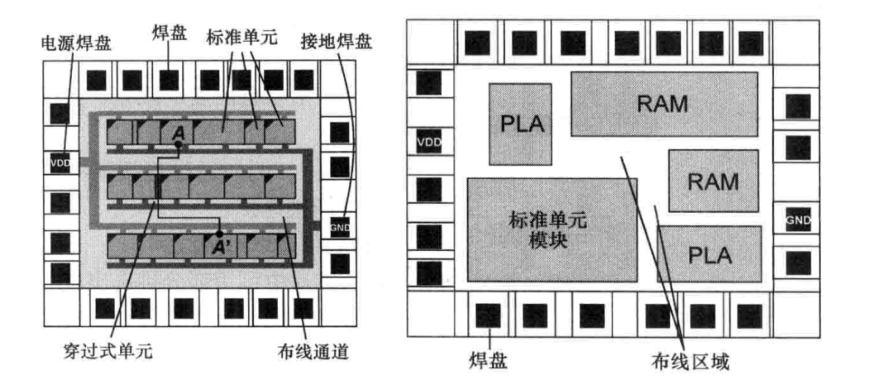 电源焊盘
焊盘
标准单元
接地焊盘
A
VDD
GND
A'
穿过式单元
布线通道
PLA
RAM
VDD
RAM
标准单元
模块
GND
PLA
焊盘
布线区域